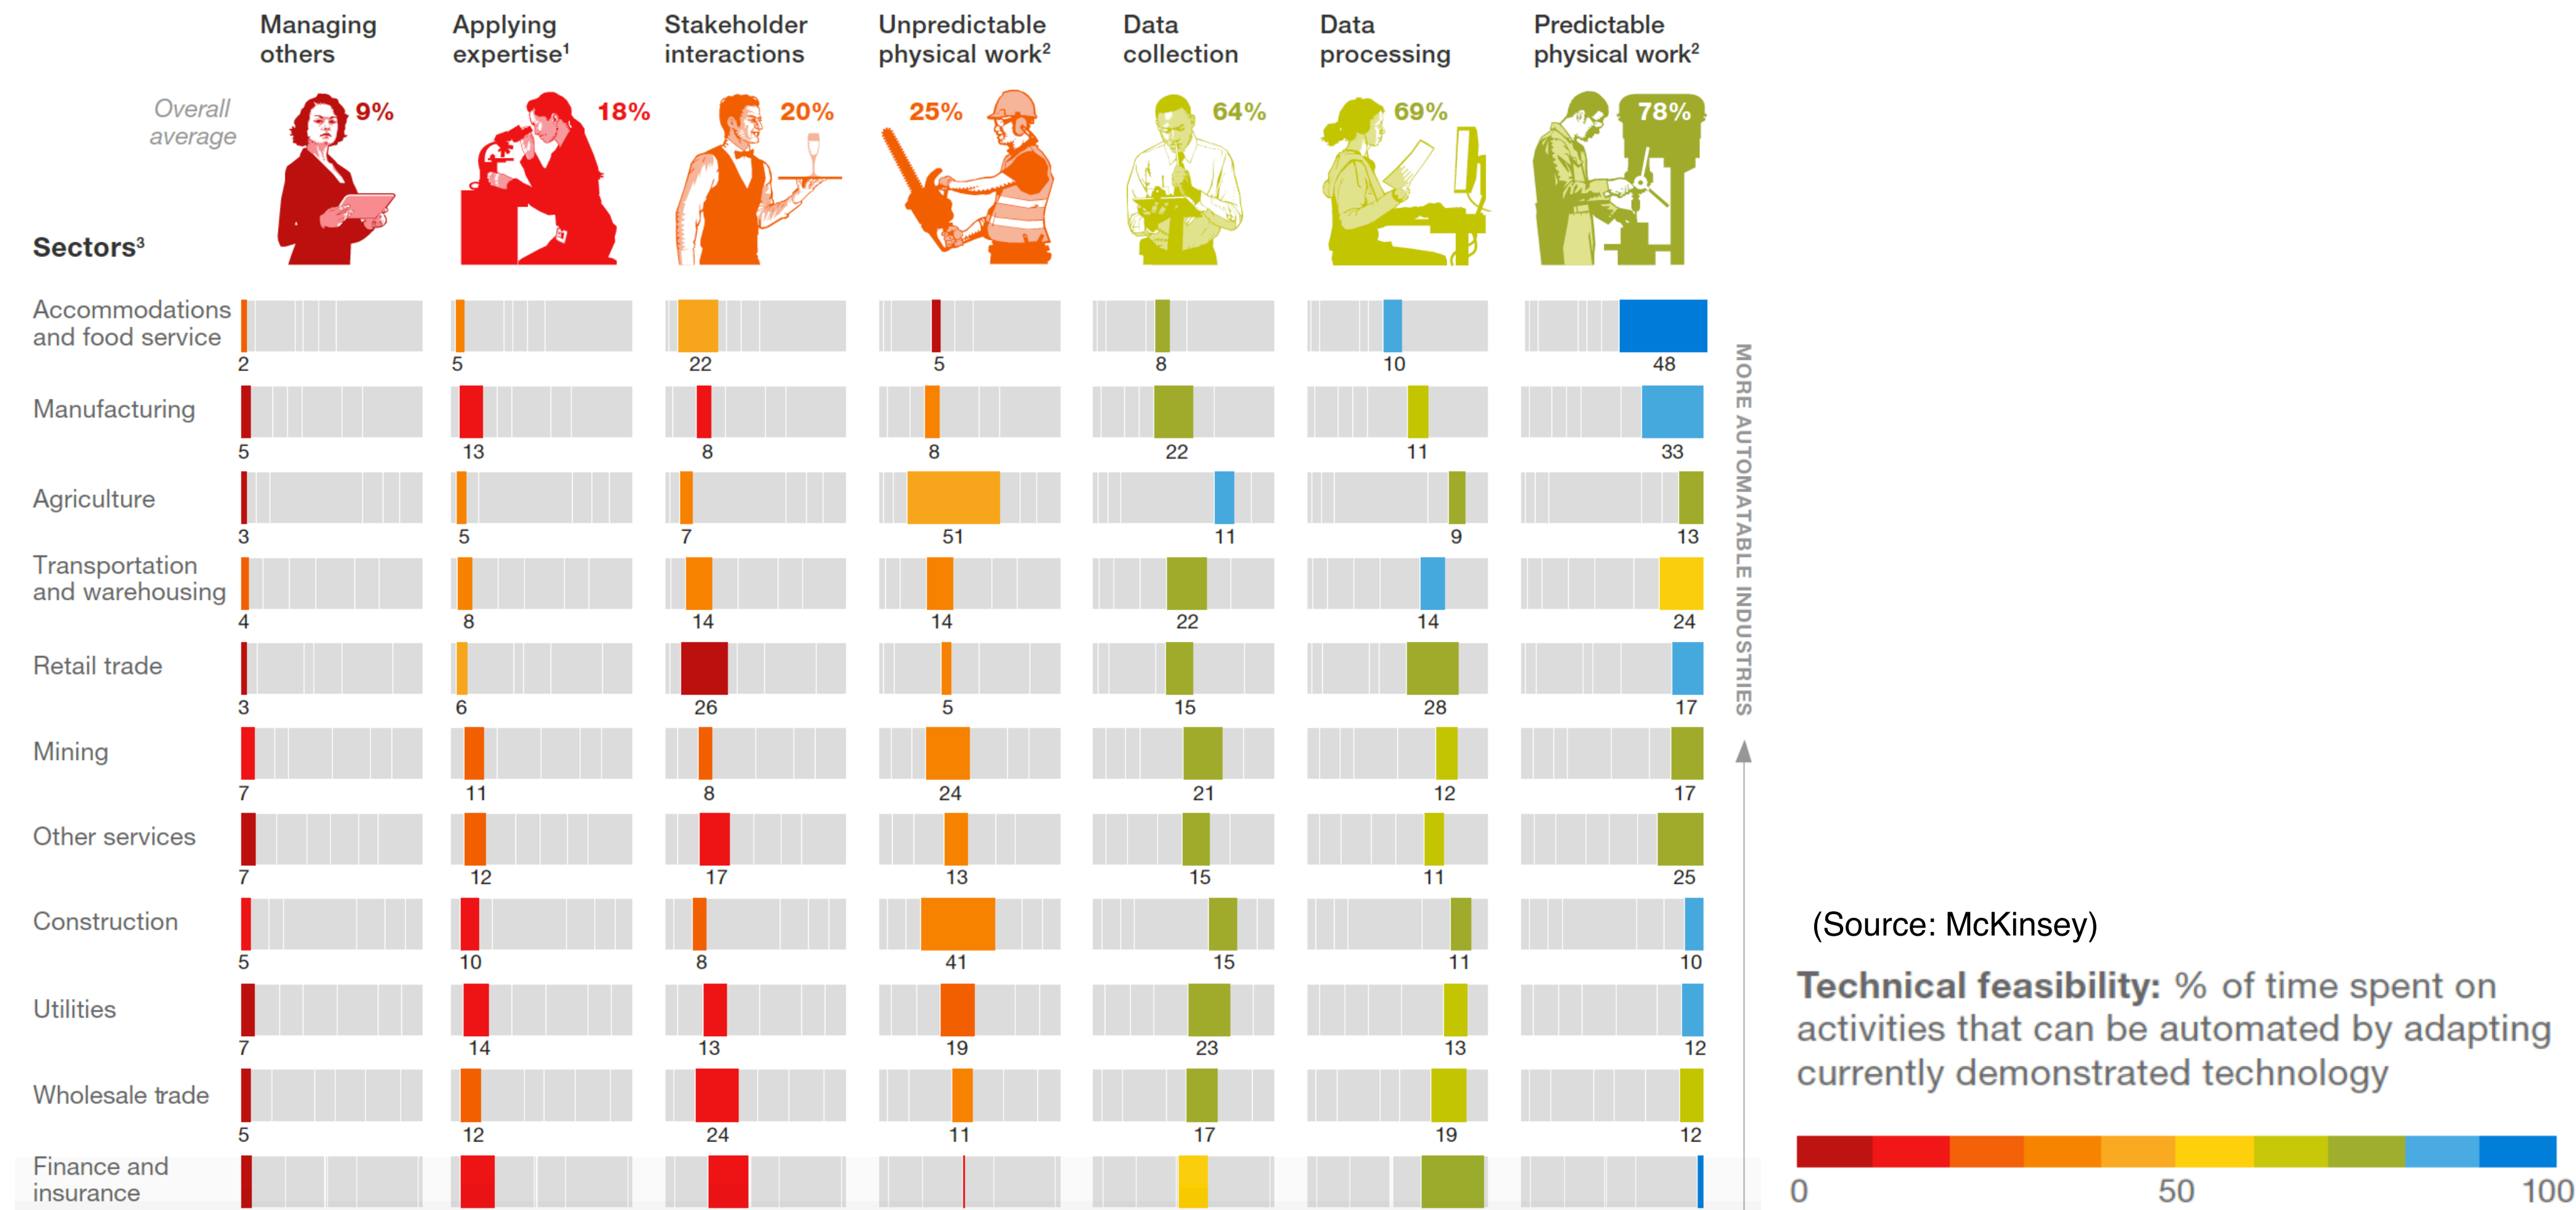 Managing
others
Applying
expertise¹
Stakeholder
interactions
Unpredictable
physical work²
Data
collection
Data
processing
Predictable
physical work²
Overall
average
9%
18%
20%
25%
64%
69%
78%
Sectors³
Accommodations
and food service
2 5 22 5 8 10 48
Manufacturing
5 13 8 8 22 11 33
Agriculture
3 5 7 51 11 9 13
Transportation
and warehousing
4 8 14 14 22 14 24
Retail trade
3 6 26 5 15 28 17
Mining
7 11 8 24 21 12 17
Other services
7 12 17 13 15 11 25
Construction
5 10 8 41 15 11 10
Utilities
7 14 13 19 23 13 12
Wholesale trade
5 12 24 11 17 19 12
Finance and
insurance
MORE AUTOMATABLE INDUSTRIES
(Source: McKinsey)
Technical feasibility: % of time spent on
activities that can be automated by adapting
currently demonstrated technology
0 50 100